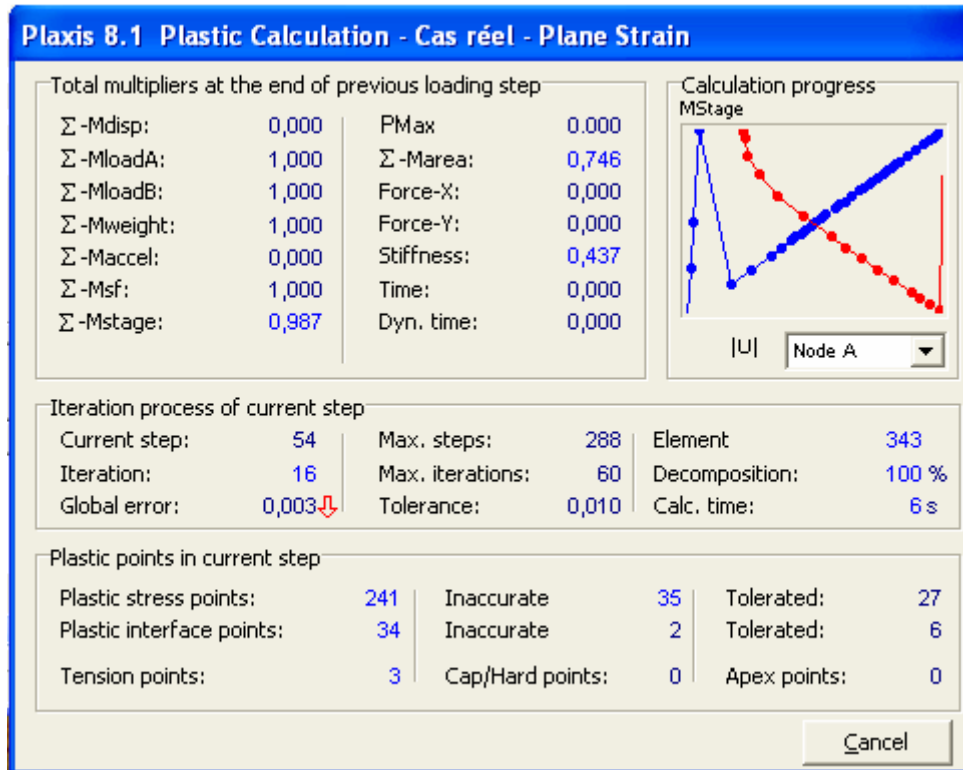 Plaxis 8.1 Plastic Calculation - Cas réel - Plane Strain
Total multipliers at the end of previous loading step
Σ -Mdisp: 0,000 PMax 0.000
Σ -MloadA: 1,000 Σ -Marea: 0,746
Σ -MloadB: 1,000 Force-X: 0,000
Σ -Mweight: 1,000 Force-Y: 0,000
Σ -Maccel: 0,000 Stiffness: 0,437
Σ -Msf: 1,000 Time: 0,000
Σ -Mstage: 0,987 Dyn. time: 0,000
Calculation progress
MStage
|U| Node A
Iteration process of current step
Current step: 54 Max. steps: 288 Element 343
Iteration: 16 Max. iterations: 60 Decomposition: 100 %
Global error: 0,003 Tolerance: 0,010 Calc. time: 6 s
Plastic points in current step
Plastic stress points: 241 Inaccurate 35 Tolerated: 27
Plastic interface points: 34 Inaccurate 2 Tolerated: 6
Tension points: 3 Cap/Hard points: 0 Apex points: 0
Cancel